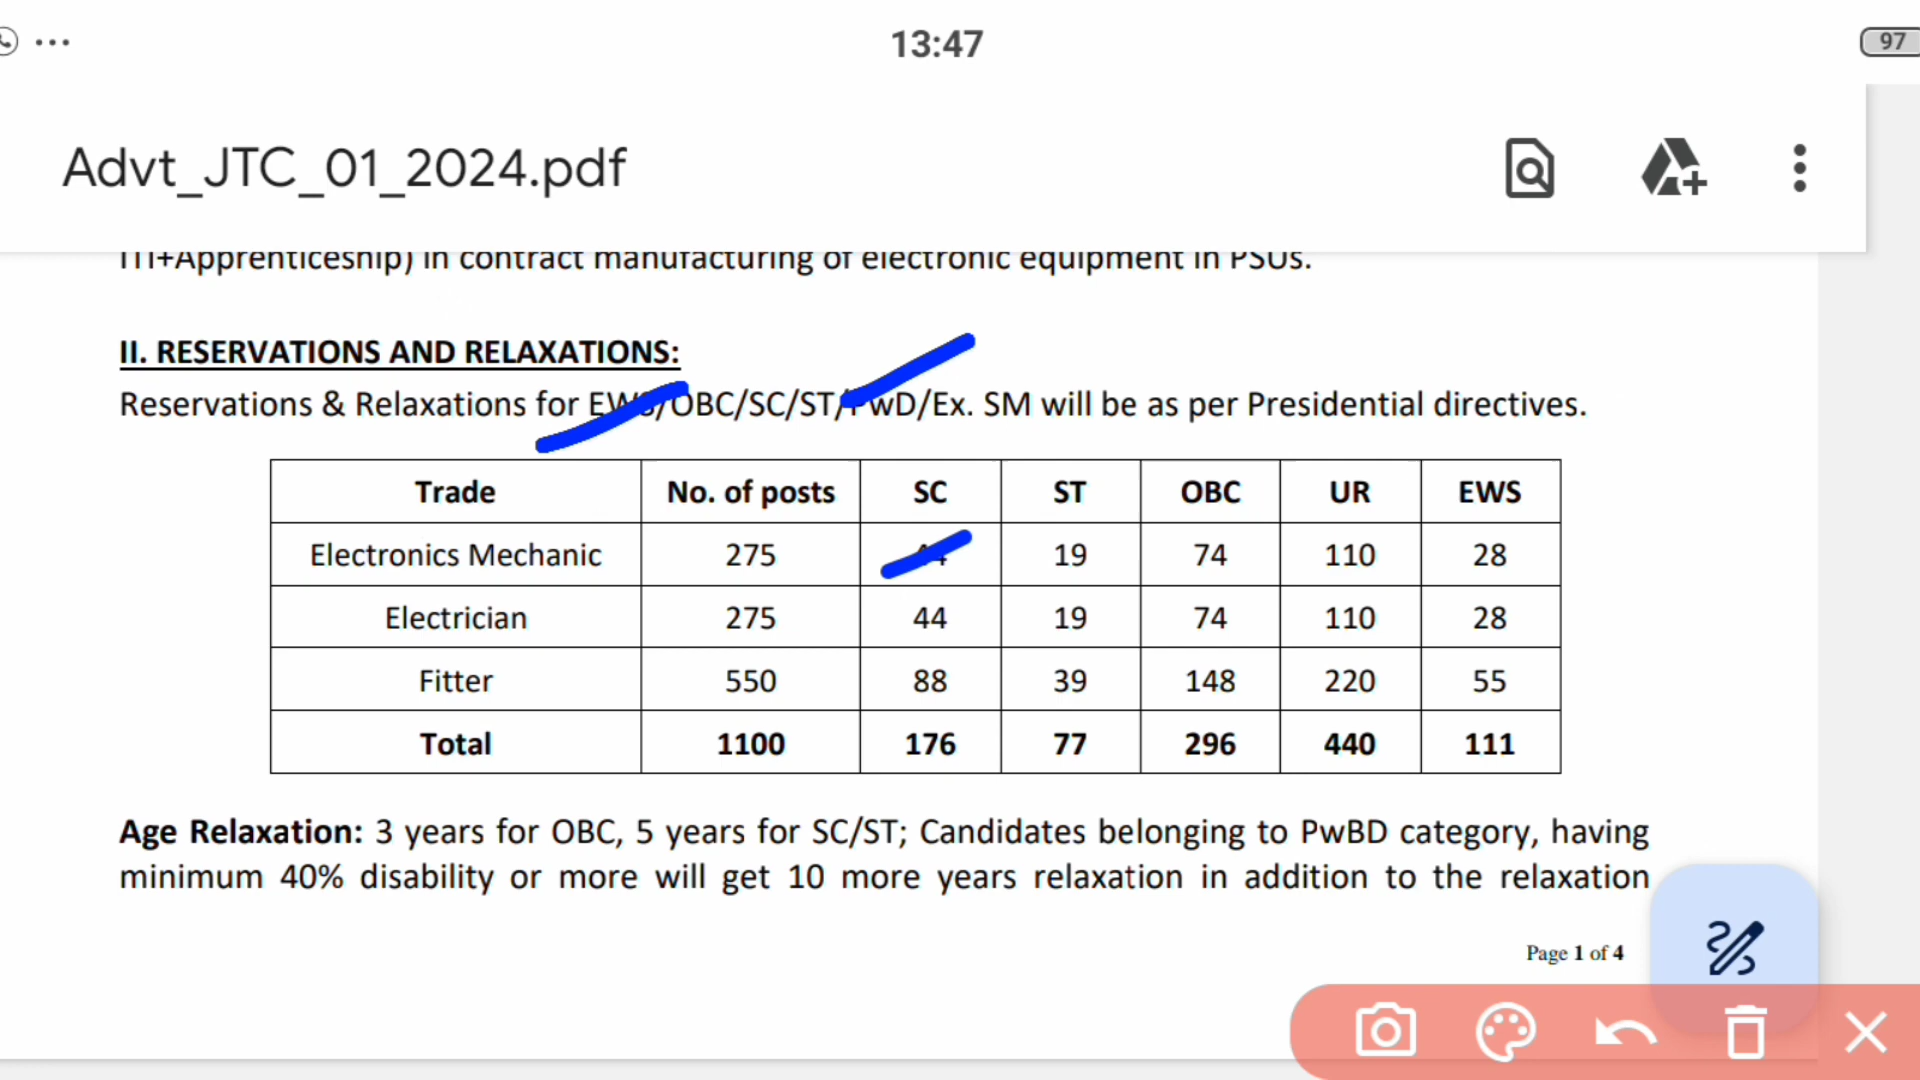 13:47
97
Advt_JTC_01_2024.pdf
ITI+Apprenticeship) in contract manufacturing of electronic equipment in PSUs.
II. RESERVATIONS AND RELAXATIONS:
Reservations & Relaxations for EWS/OBC/SC/ST/PwD/Ex. SM will be as per Presidential directives.
Trade No. of posts SC ST OBC UR EWS
Electronics Mechanic 275 44 19 74 110 28
Electrician 275 44 19 74 110 28
Fitter 550 88 39 148 220 55
Total 1100 176 77 296 440 111
Age Relaxation: 3 years for OBC, 5 years for SC/ST; Candidates belonging to PwBD category, having
minimum 40% disability or more will get 10 more years relaxation in addition to the relaxation
Page 1 of 4